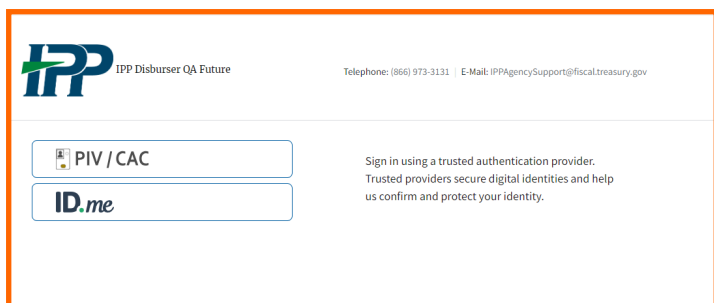 IPP
IPP Disburser QA Future
Telephone: (866) 973-3131 | E-Mail: IPPAgencySupport@fiscal.treasury.gov
PIV / CAC
ID.me
Sign in using a trusted authentication provider.
Trusted providers secure digital identities and help
us confirm and protect your identity.